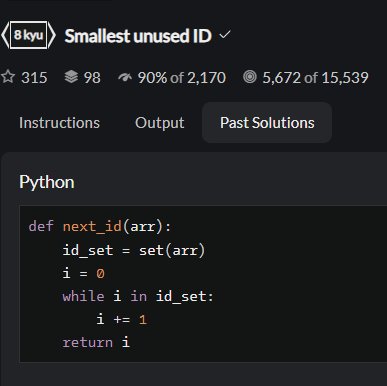 8 kyu Smallest unused ID
315 98 90% of 2,170 5,672 of 15,539
Instructions Output Past Solutions
Python
def next_id(arr):
    id_set = set(arr)
    i = 0
    while i in id_set:
        i += 1
    return i